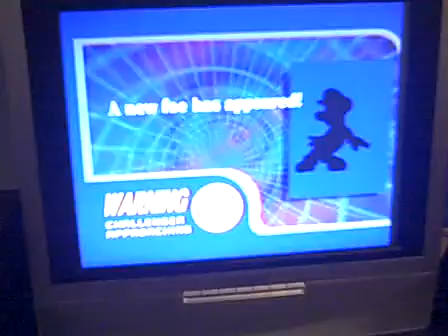 A new foe has appeared!
WARNING
CHALLENGER
APPROACHING